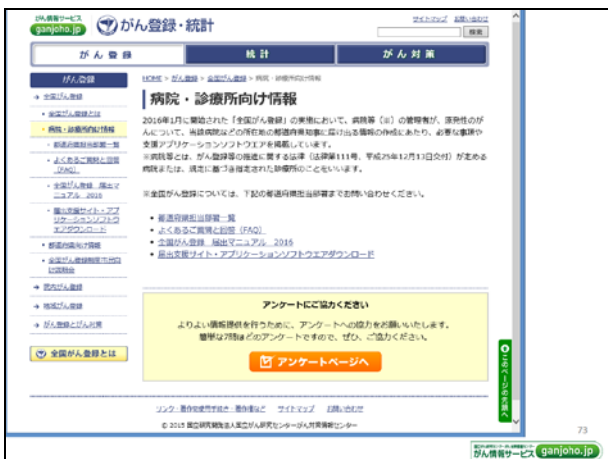 がん情報サービス
ganjoho.jp
がん登録・統計
サイトマップ お問い合わせ
検索
がん登録
統計
がん対策
がん登録
全国がん登録
全国がん登録とは
病院・診療所向け情報
都道府県担当部署一覧
よくあるご質問と回答
(FAQ)
全国がん登録 届出マ
ニュアル 2016
届出支援サイト・アプ
リケーションソフトウ
エアダウンロード
都道府県向け情報
院内がん登録
地域がん登録
がん登録とがん対策
全国がん登録とは
HOME > がん登録 > 全国がん登録 > 病院・診療所向け情報
病院・診療所向け情報
2016年1月に開始された「全国がん登録」の実施において、病院等（※）の管理者が、原発性のが
んについて、当該病院などの所在地の都道府県知事に届け出る情報の作成にあたり、必要な事項や
支援アプリケーションソフトウエアを掲載しています。
※病院等とは、がん登録等の推進に関する法律（法律第111号、平成25年12月13日交付）が定める
病院または、規定に基づき指定された診療所のことをいいます。
※全国がん登録については、下記の都道府県担当部署までお問い合わせください。
都道府県担当部署一覧
よくあるご質問と回答（FAQ）
全国がん登録 届出マニュアル 2016
届出支援サイト・アプリケーションソフトウエアダウンロード
アンケートにご協力ください
よりよい情報提供を行うために、アンケートへの協力をお願いいたします。
簡単な7問ほどのアンケートですので、ぜひ、ご協力ください。
アンケートページへ
このページの先頭へ
リンク・著作物使用手続き・著作権など サイトマップ お問い合わせ
© 2015 国立研究開発法人国立がん研究センターがん対策情報センター
73
がん情報サービス ganjoho.jp